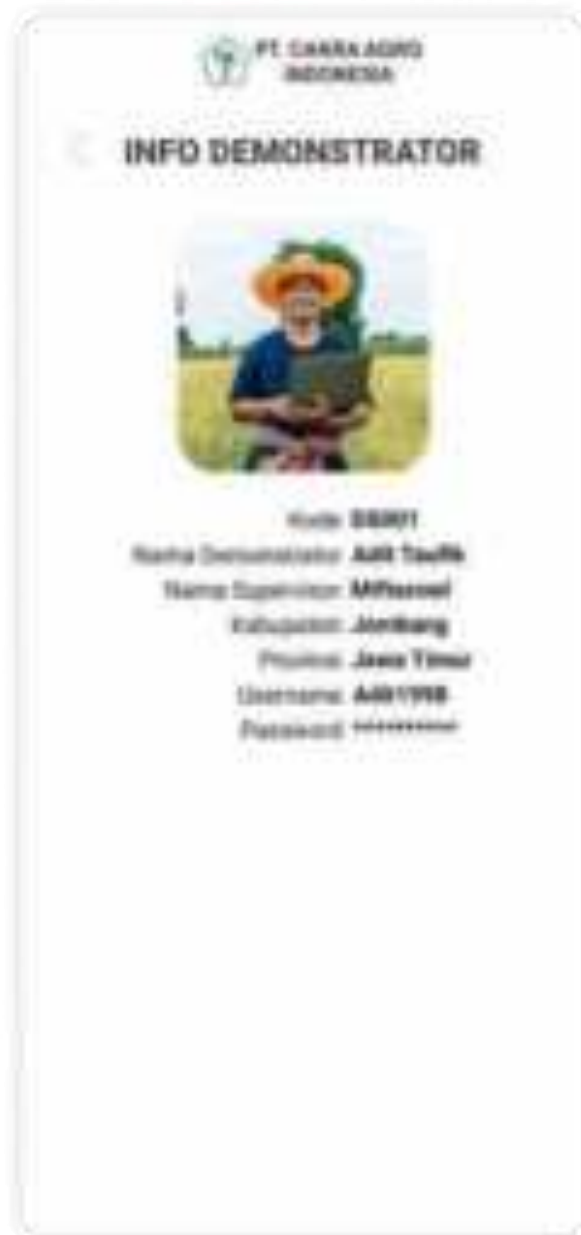 PT. CAKRA AGRO
INDONESIA
INFO DEMONSTRATOR
Kode
Nama Demonstrator Adit Taufik
Nama Supervisor
Kabupaten Jombang
Provinsi Jawa Timur
Username
Password **********